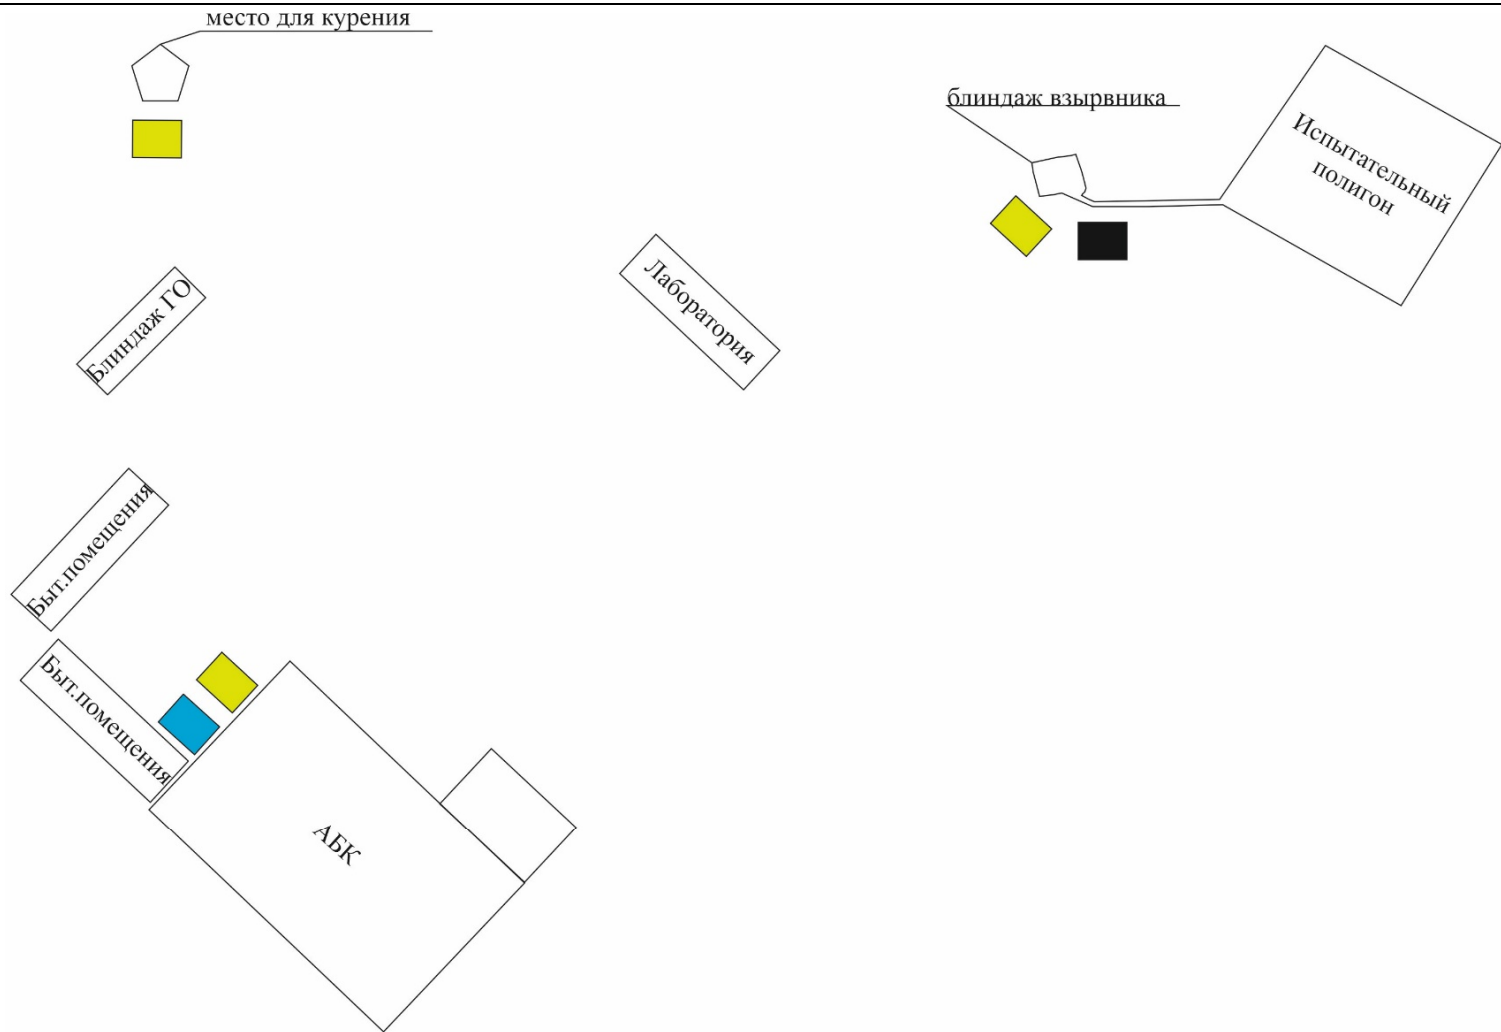 место для курения
блиндаж взырвника
Испытательный
полигон
Лаборатория
Блиндаж ГО
Быт.помещения
Быт.помещения
АБК